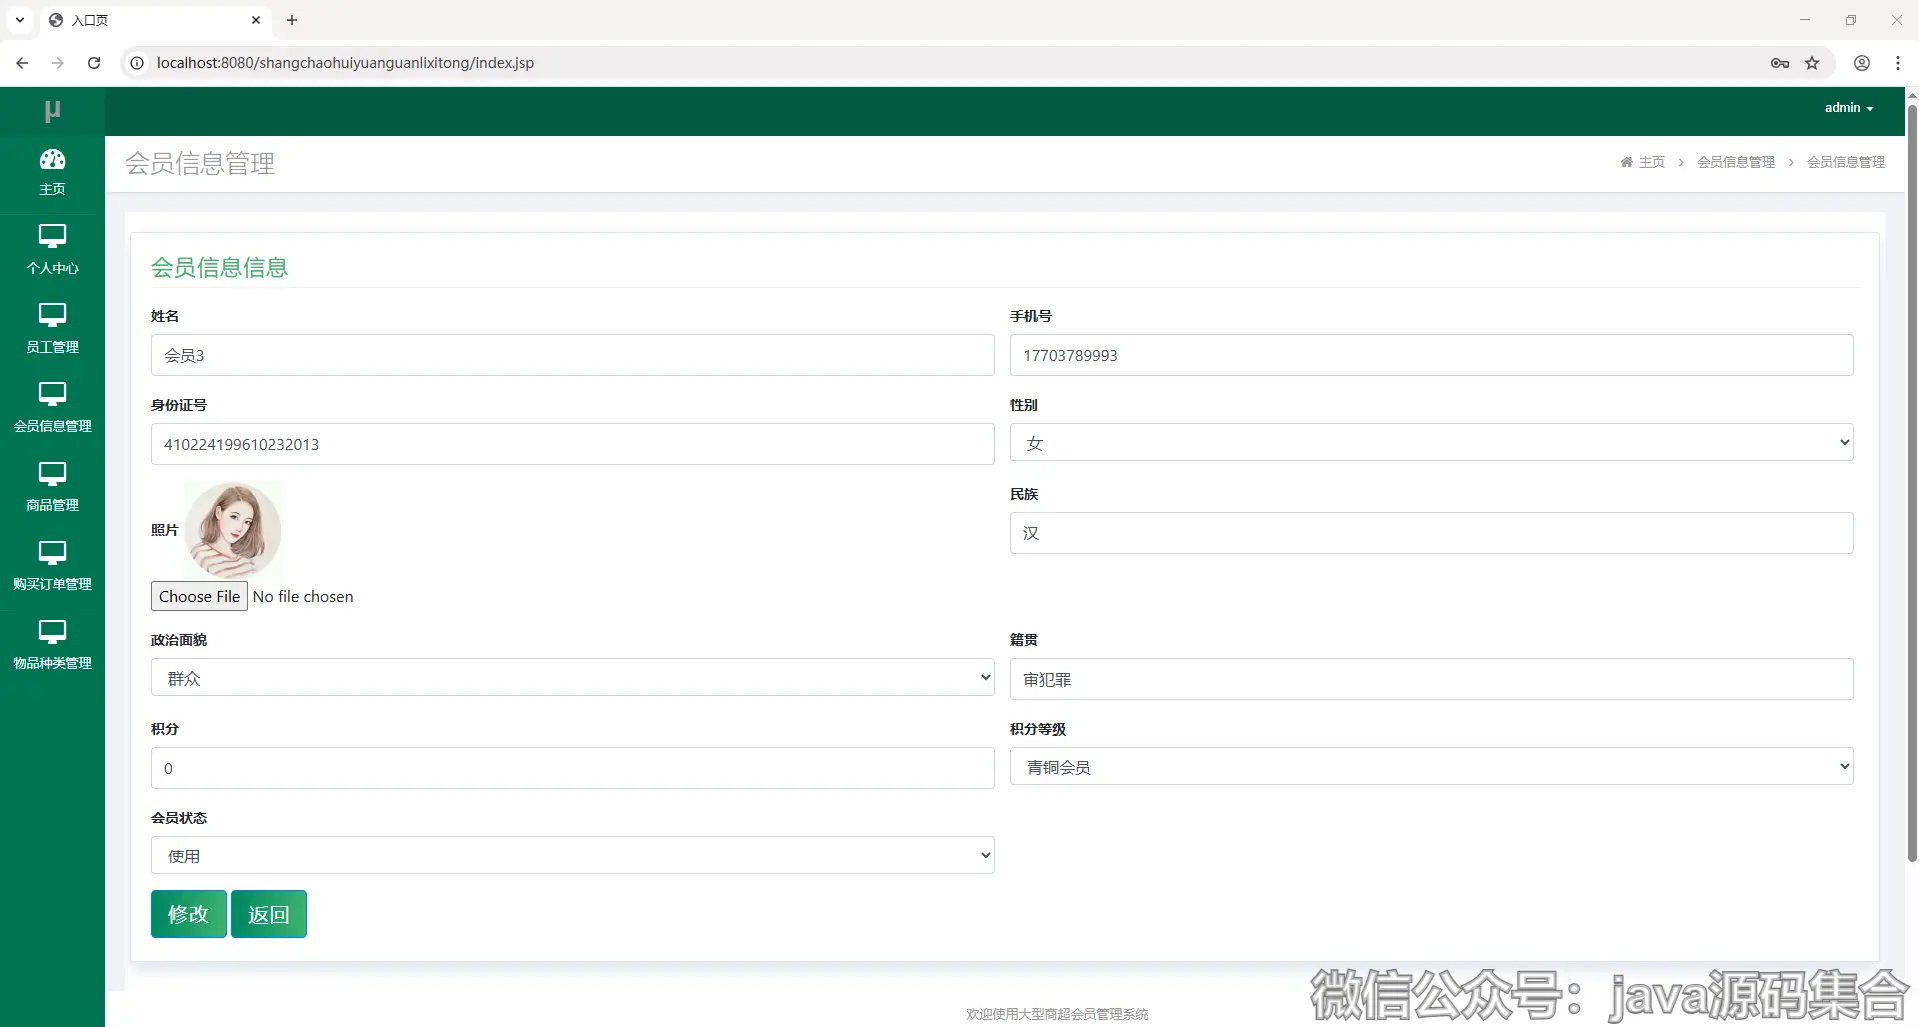 入口页
localhost:8080/shangchaohuiyuanguanlixitong/index.jsp
μ
admin
主页
个人中心
员工管理
会员信息管理
商品管理
购买订单管理
物品种类管理
会员信息管理
主页 > 会员信息管理 > 会员信息管理
会员信息信息
姓名
会员3
手机号
17703789993
身份证号
410224199610232013
性别
女
照片
Choose File No file chosen
民族
汉
政治面貌
群众
籍贯
审犯罪
积分
0
积分等级
青铜会员
会员状态
使用
修改 返回
欢迎使用大型商超会员管理系统
微信公众号：java源码集合